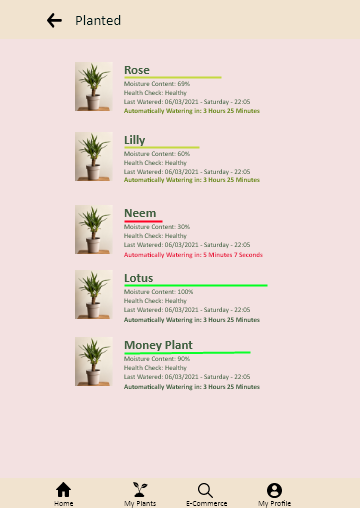 Planted
Rose
Moisture Content: 69%
Health Check: Healthy
Last Watered: 06/03/2021 - Saturday - 22:05
Automatically Watering in: 3 Hours 25 Minutes
Lilly
Moisture Content: 60%
Health Check: Healthy
Last Watered: 06/03/2021 - Saturday - 22:05
Automatically Watering in: 3 Hours 25 Minutes
Neem
Moisture Content: 30%
Health Check: Healthy
Last Watered: 06/03/2021 - Saturday - 22:05
Automatically Watering in: 5 Minutes 7 Seconds
Lotus
Moisture Content: 100%
Health Check: Healthy
Last Watered: 06/03/2021 - Saturday - 22:05
Automatically Watering in: 3 Hours 25 Minutes
Money Plant
Moisture Content: 90%
Health Check: Healthy
Last Watered: 06/03/2021 - Saturday - 22:05
Automatically Watering in: 3 Hours 25 Minutes
Home My Plants E-Commerce My Profile